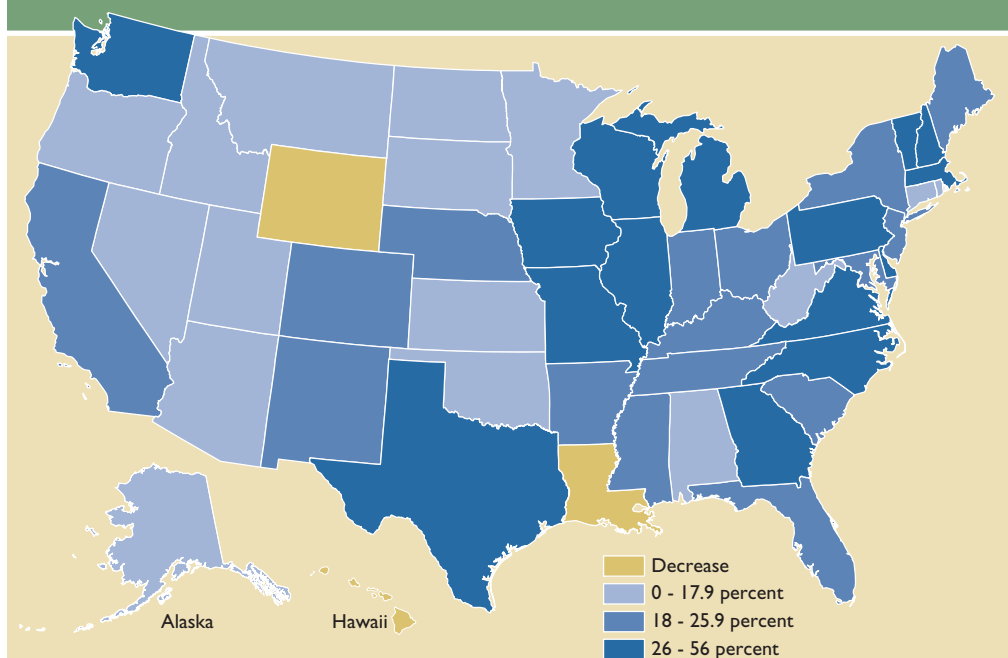 Decrease
0 - 17.9 percent
18 - 25.9 percent
Alaska
Hawaii
26 - 56 percent